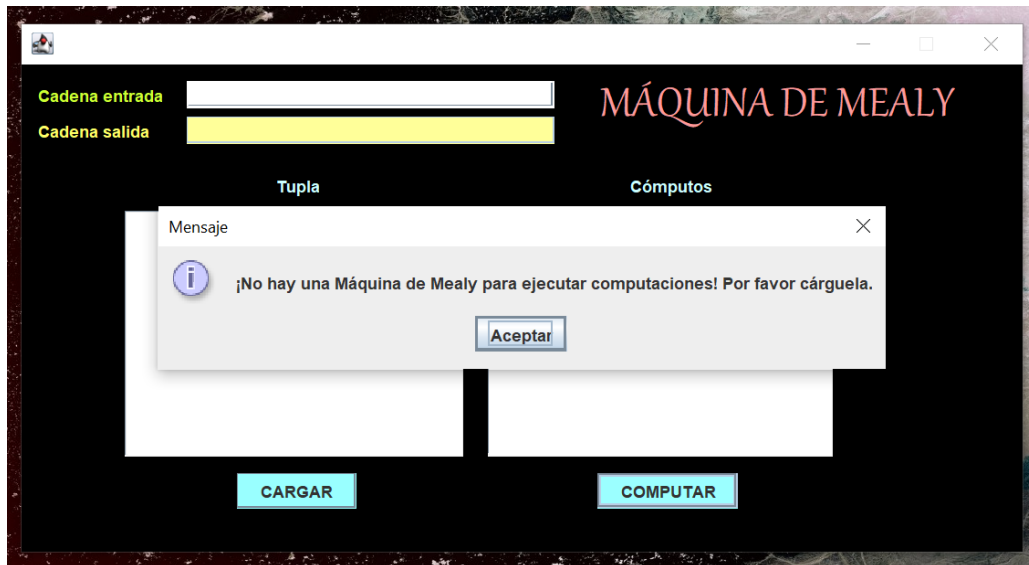 Cadena entrada
MÁQUINA DE MEALY
Cadena salida
Tupla
Cómputos
Mensaje
¡No hay una Máquina de Mealy para ejecutar computaciones! Por favor cárguela.
Aceptar
CARGAR
COMPUTAR